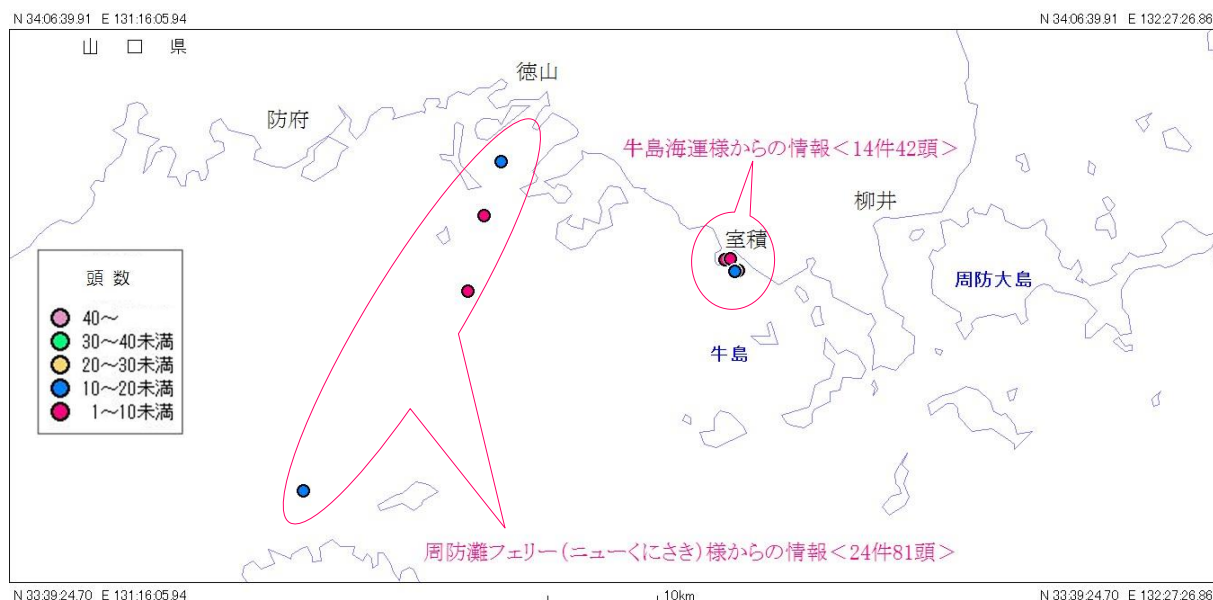 N 34:06:39.91 E 131:16:05.94
N 34:06:39.91 E 132:27:26.86
山口県
徳山
防府
牛島海運様からの情報＜14件42頭＞
柳井
室積
周防大島
牛島
頭数
40～
30～40未満
20～30未満
10～20未満
1～10未満
周防灘フェリー（ニューくにさき）様からの情報＜24件81頭＞
N 33:39:24.70 E 131:16:05.94
10km
N 33:39:24.70 E 132:27:26.86